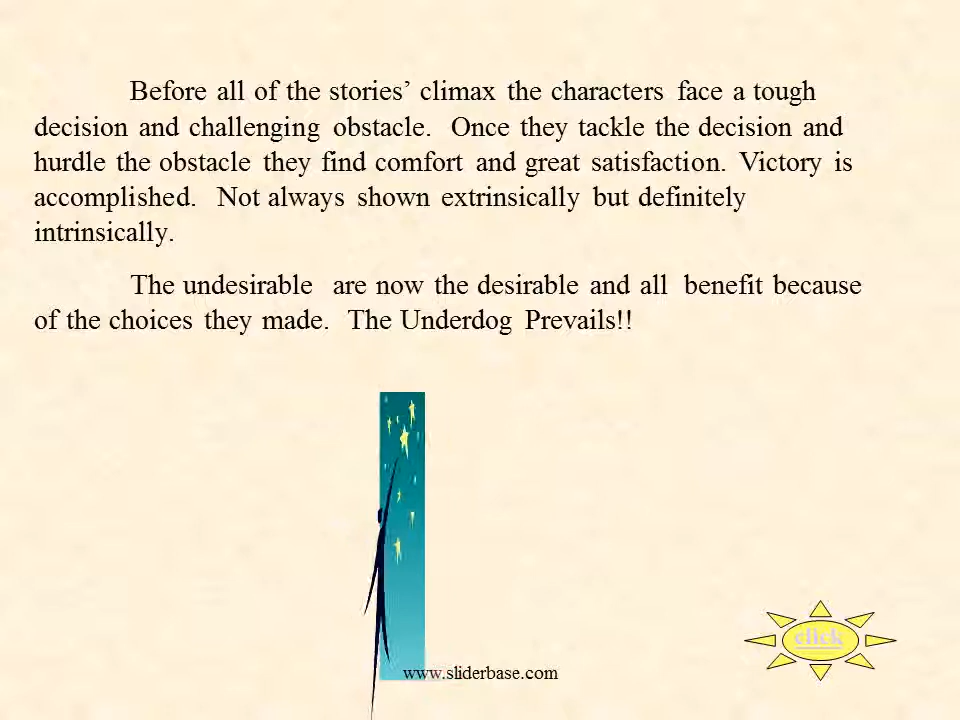 Before all of the stories’ climax the characters face a tough
decision and challenging obstacle. Once they tackle the decision and
hurdle the obstacle they find comfort and great satisfaction. Victory is
accomplished. Not always shown extrinsically but definitely
intrinsically.
The undesirable are now the desirable and all benefit because
of the choices they made. The Underdog Prevails!!
click
www.sliderbase.com